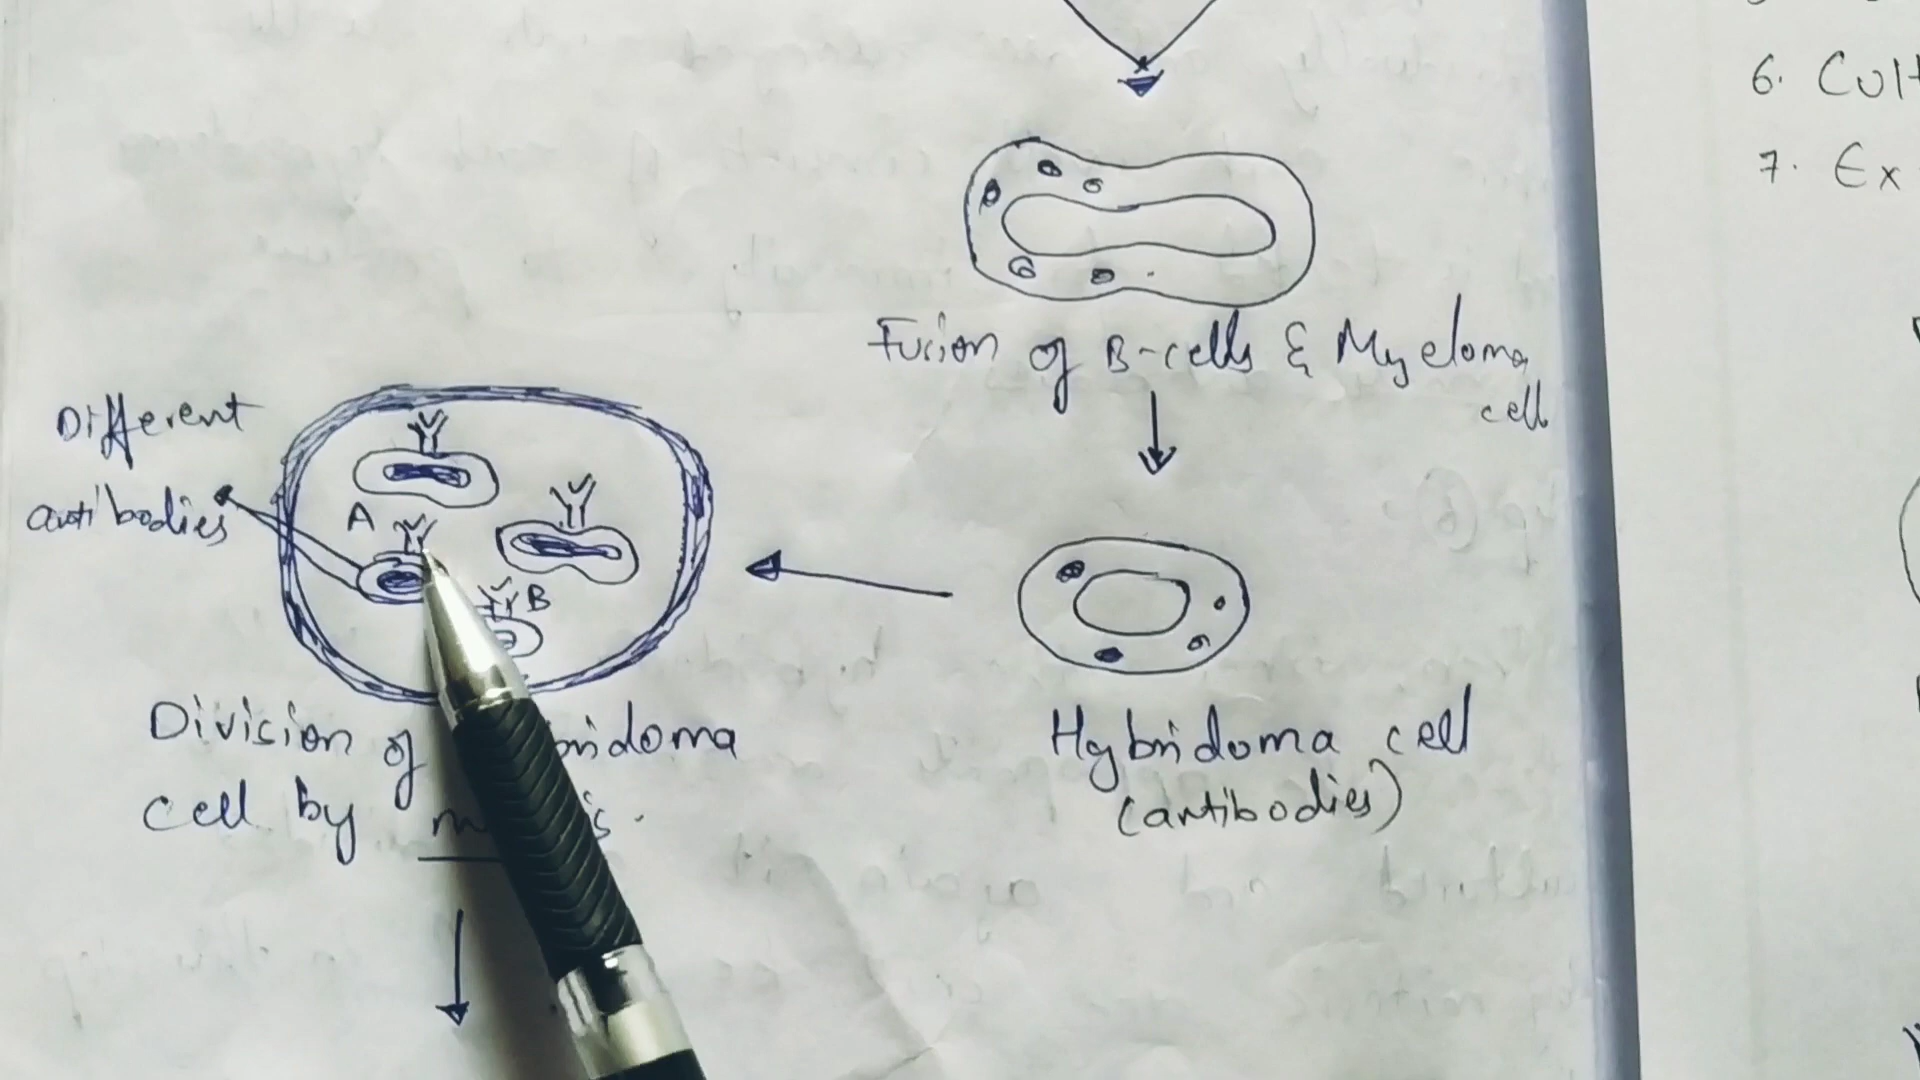 6. Cult
7. Ex
Fusion of B-cells & Myeloma
cell
Different
antibodies
A
B
Division of
cell by
Hybridoma cell
(antibodies)